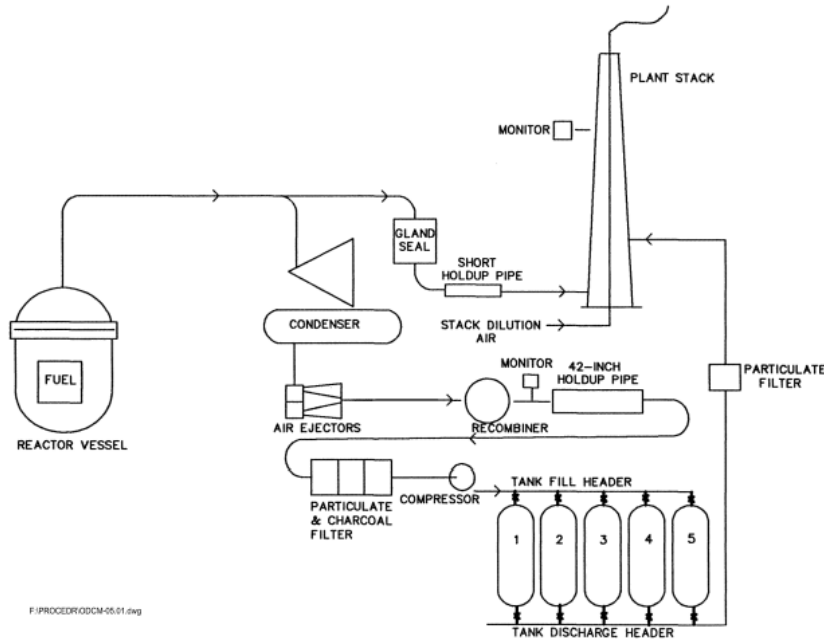 PLANT STACK
MONITOR
GLAND
SEAL
SHORT
HOLDUP PIPE
CONDENSER
STACK DILUTION
AIR
FUEL
MONITOR
42-INCH
HOLDUP PIPE
PARTICULATE
FILTER
REACTOR VESSEL
AIR EJECTORS
RECOMBINER
TANK FILL HEADER
COMPRESSOR
PARTICULATE
& CHARCOAL
FILTER
1 2 3 4 5
F:\PROCEDR\ODCM-05.01.dwg
TANK DISCHARGE HEADER